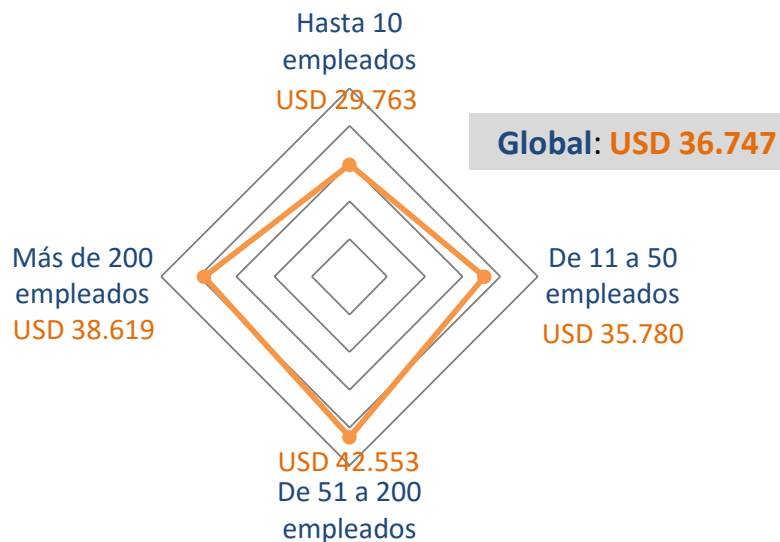 Hasta 10
empleados
USD 29.763
Global: USD 36.747
Más de 200
empleados
USD 38.619
De 11 a 50
empleados
USD 35.780
USD 42.553
De 51 a 200
empleados